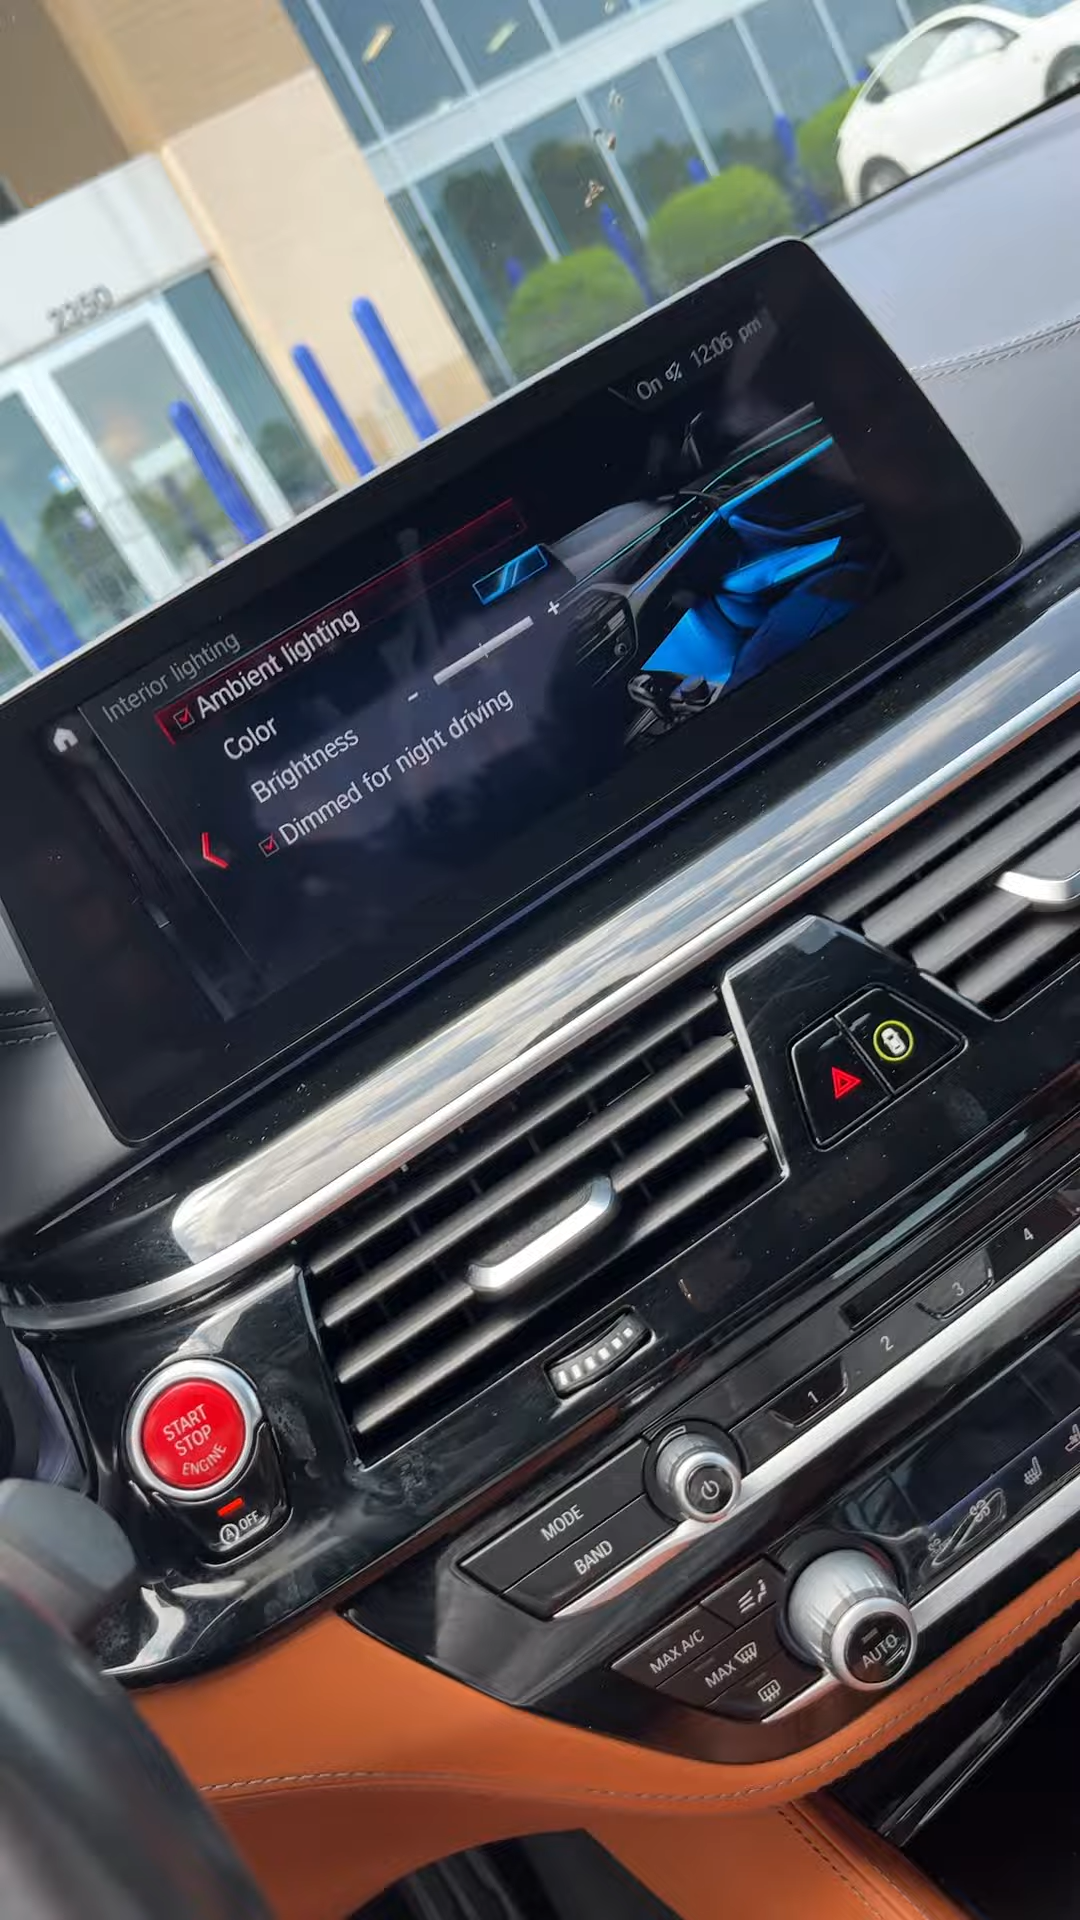 2250
On 12:06 pm
Interior lighting
Ambient lighting
Color
Brightness
- +
Dimmed for night driving
START
STOP
ENGINE
A OFF
1
2
3
4
MODE
BAND
MAX A/C
MAX
AUTO